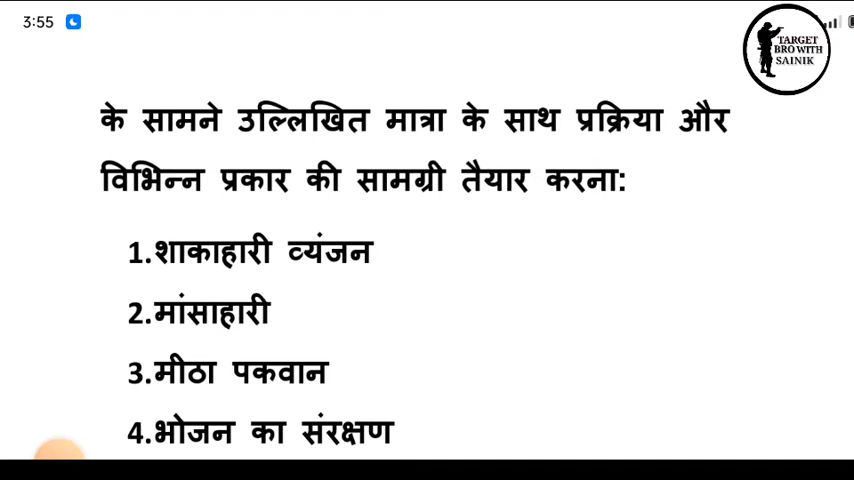 3:55
TARGET
BRO WITH
SAINIK
के सामने उल्लिखित मात्रा के साथ प्रक्रिया और
विभिन्न प्रकार की सामग्री तैयार करना:
1.शाकाहारी व्यंजन
2.मांसाहारी
3.मीठा पकवान
4.भोजन का संरक्षण